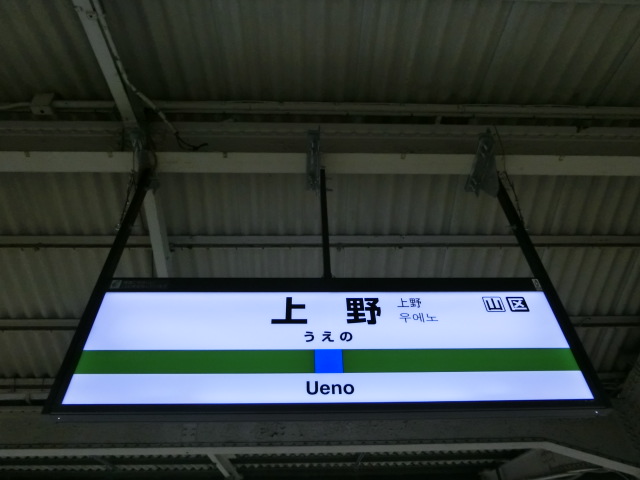 上野 上野 山 区
우에노
うえの
Ueno